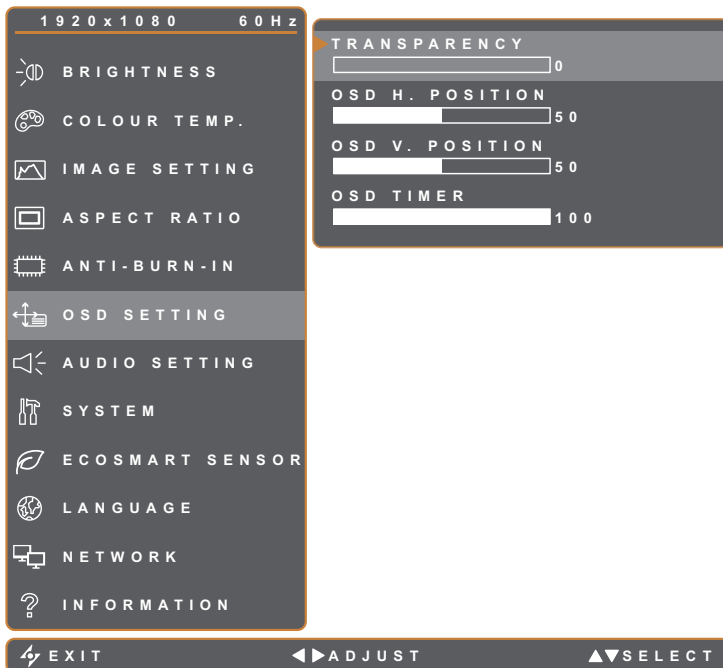 1920x1080 60Hz
BRIGHTNESS
COLOUR TEMP.
IMAGE SETTING
ASPECT RATIO
ANTI-BURN-IN
OSD SETTING
AUDIO SETTING
SYSTEM
ECOSMART SENSOR
LANGUAGE
NETWORK
INFORMATION
TRANSPARENCY
0
OSD H. POSITION
50
OSD V. POSITION
50
OSD TIMER
100
EXIT ADJUST SELECT